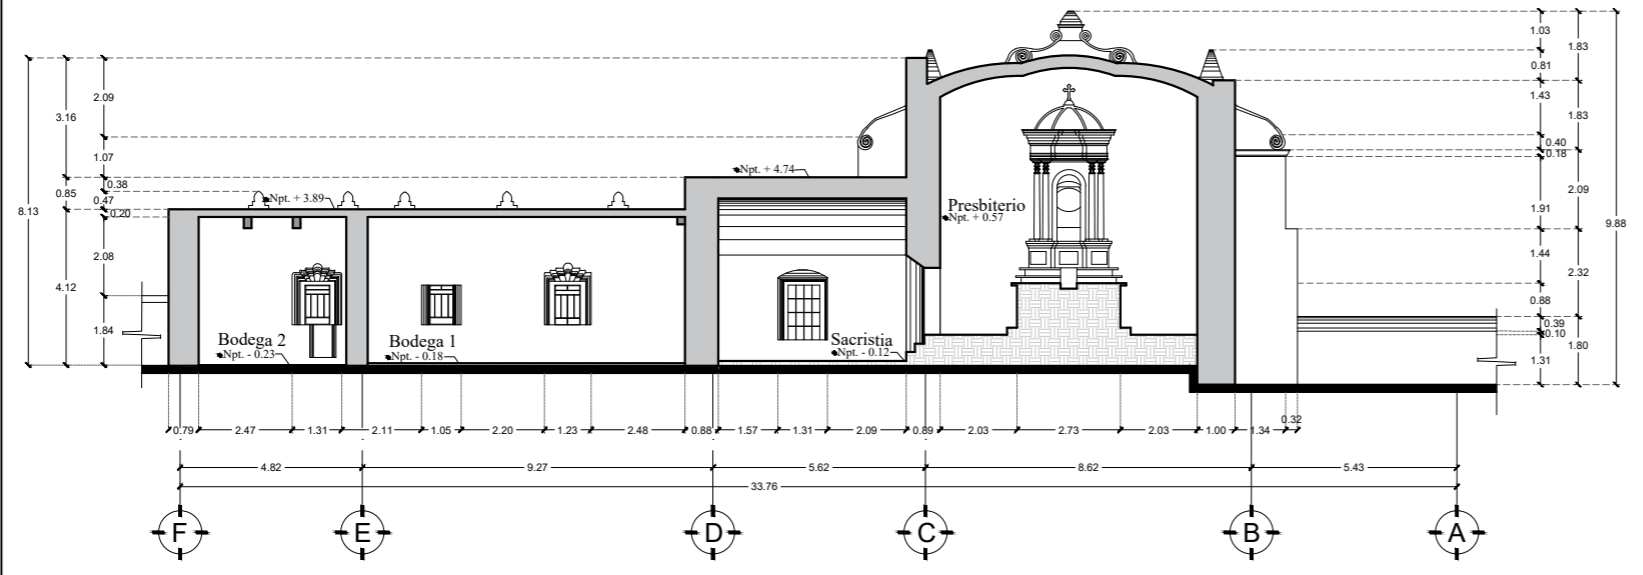 1.03
1.83
0.81
2.09
1.43
3.16
1.83
0.40
0.18
1.07
Npt. + 4.74
0.38
0.85
0.47
Npt. + 3.89
2.09
0.20
8.13
Presbiterio
Npt. + 0.57
1.91
9.88
2.08
1.44
2.32
4.12
0.88
1.84
0.39
0.10
Bodega 2
Bodega 1
Sacristia
1.80
Npt. - 0.23
Npt. - 0.18
Npt. - 0.12
1.31
0.32
0.79 2.47 1.31 2.11 1.05 2.20 1.23 2.48 0.88 1.57 1.31 2.09 0.89 2.03 2.73 2.03 1.00 1.34
4.82 9.27 5.62 8.62 5.43
33.76
F E D C B A